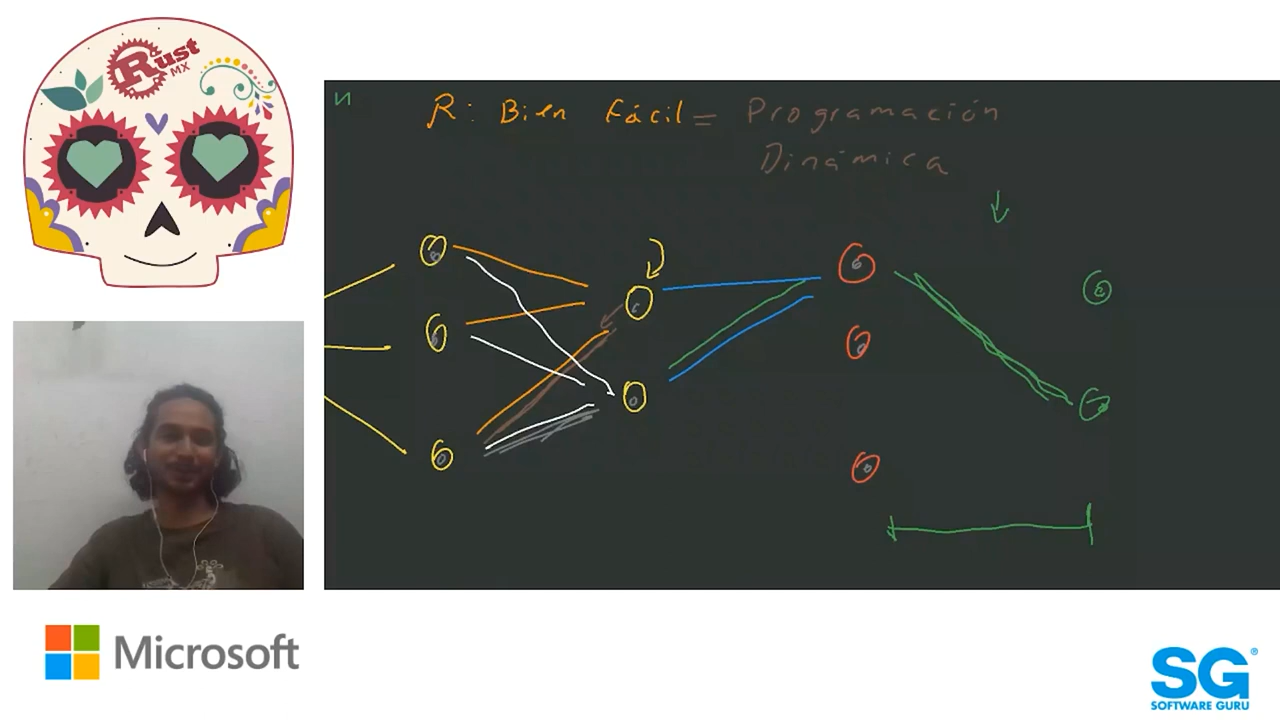 Rust
MX
R: Bien Fácil = Programación
Dinámica
Microsoft
SG
SOFTWARE GURU